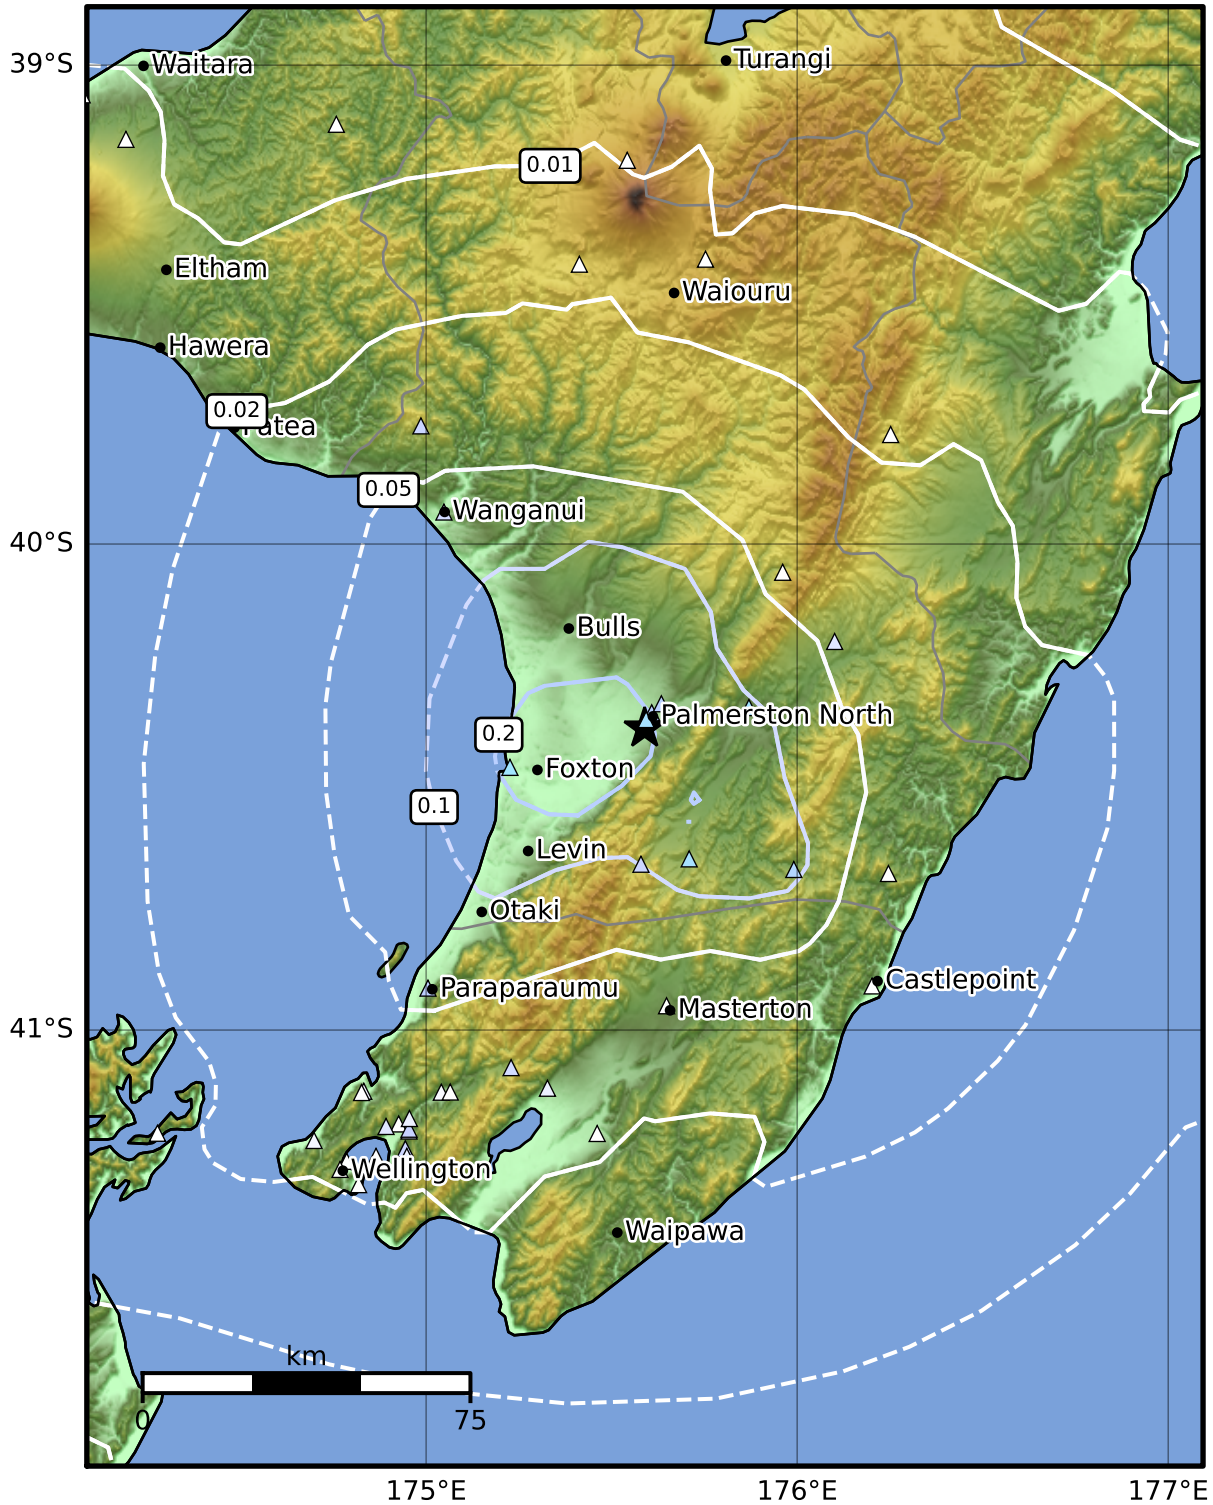 39°S
Waitara
Turangi
0.01
Eltham
Waiouru
Hawera
0.02
Patea
0.05
Wanganui
40°S
Bulls
Palmerston North
0.2
Foxton
0.1
Levin
Otaki
Castlepoint
Paraparaumu
Masterton
41°S
Wellington
Waipawa
km
0
75
175°E
176°E
177°E